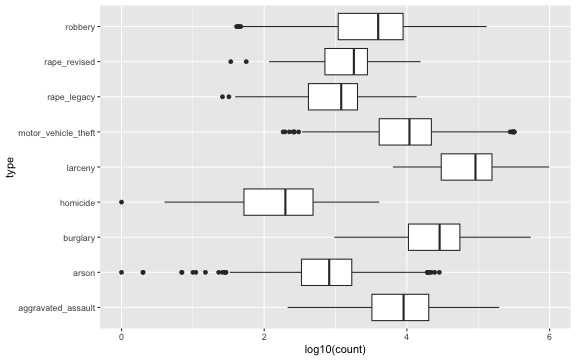 robbery
rape_revised
rape_legacy
motor_vehicle_theft
larceny
homicide
burglary
arson
aggravated_assault
type
0 2 4 6
log10(count)